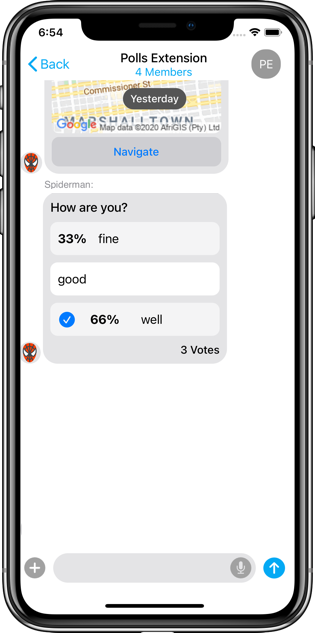 6:54
Back
Polls Extension
4 Members
PE
Commissioner St
Yesterday
MARSHALLTOWN
Google Map data ©2020 AfriGIS (Pty) Ltd
Navigate
Spiderman:
How are you?
33% fine
good
66% well
3 Votes